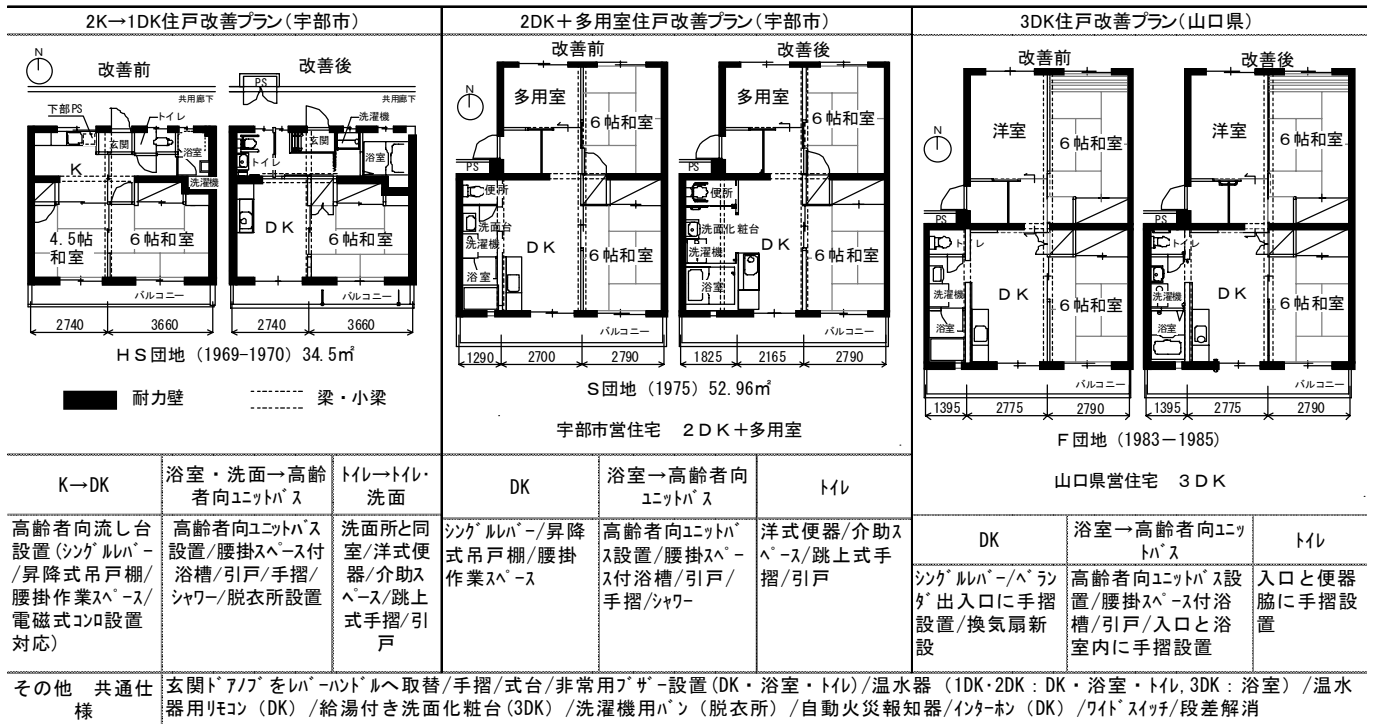 2K→1DK住戸改善プラン(宇部市)
N
改善前
改善後
PS
共用廊下
共用廊下
下部PS
トイレ
玄関
浴室
K
洗濯機
4.5帖
和室
6帖和室
バルコニー
2740
3660
洗濯機
玄関
トイレ
浴室
DK
6帖和室
バルコニー
2740
3660
HS団地 (1969-1970) 34.5㎡
耐力壁
梁・小梁
2DK+多用室住戸改善プラン(宇部市)
改善前
改善後
N
多用室
6帖和室
PS
便所
洗面台
洗濯機
DK
6帖和室
浴室
バルコニー
1290
2700
2790
多用室
6帖和室
PS
便所
洗面化粧台
洗濯機
DK
6帖和室
浴室
バルコニー
1825
2165
2790
S団地 (1975) 52.96㎡
宇部市営住宅 2DK+多用室
3DK住戸改善プラン(山口県)
改善前
改善後
N
洋室
6帖和室
PS
トイレ
洗濯機
DK
6帖和室
浴室
バルコニー
1395
2775
2790
洋室
6帖和室
PS
トイレ
洗濯機
DK
6帖和室
浴室
バルコニー
1395
2775
2790
F団地 (1983-1985)
山口県営住宅 3DK
K→DK
浴室・洗面→高齢
者向ユニットバス
トイレ→トイレ・
洗面
高齢者向流し台
設置(シングルレバー
/昇降式吊戸棚/
腰掛作業スペース/
電磁式コンロ設置
対応)
高齢者向ユニットバス
設置/腰掛スペース付
浴槽/引戸/手摺/
シャワー/脱衣所設置
洗面所と同
室/洋式便
器/介助ス
ペース/跳上
式手摺/引
戸
DK
浴室→高齢者向
ユニットバス
トイレ
シングルレバー/昇降
式吊戸棚/腰掛
作業スペース
高齢者向ユニットバ
ス設置/腰掛スペー
ス付浴槽/引戸/
手摺/シャワー
洋式便器/介助ス
ペース/跳上式手
摺/引戸
DK
浴室→高齢者向ユニッ
トバス
トイレ
シングルレバー/ベラン
ダ出入口に手摺
設置/換気扇新
設
高齢者向ユニットバス設
置/腰掛スペース付浴
槽/引戸/入口と浴
室内に手摺設置
入口と便器
脇に手摺設
置
その他 共通仕
様
玄関ドアノブをレバーハンドルへ取替/手摺/式台/非常用ブザー設置(DK・浴室・トイレ)/温水器 (1DK・2DK:DK・浴室・トイレ,3DK:浴室) /温水
器用リモコン (DK) /給湯付き洗面化粧台(3DK) /洗濯機用パン (脱衣所) /自動火災報知器/インターホン (DK) /ワイドスイッチ/段差解消